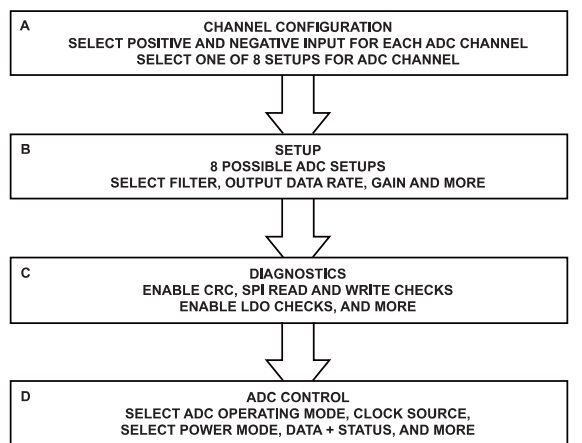 A
CHANNEL CONFIGURATION
SELECT POSITIVE AND NEGATIVE INPUT FOR EACH ADC CHANNEL
SELECT ONE OF 8 SETUPS FOR ADC CHANNEL
B
SETUP
8 POSSIBLE ADC SETUPS
SELECT FILTER, OUTPUT DATA RATE, GAIN AND MORE
C
DIAGNOSTICS
ENABLE CRC, SPI READ AND WRITE CHECKS
ENABLE LDO CHECKS, AND MORE
D
ADC CONTROL
SELECT ADC OPERATING MODE, CLOCK SOURCE,
SELECT POWER MODE, DATA + STATUS, AND MORE